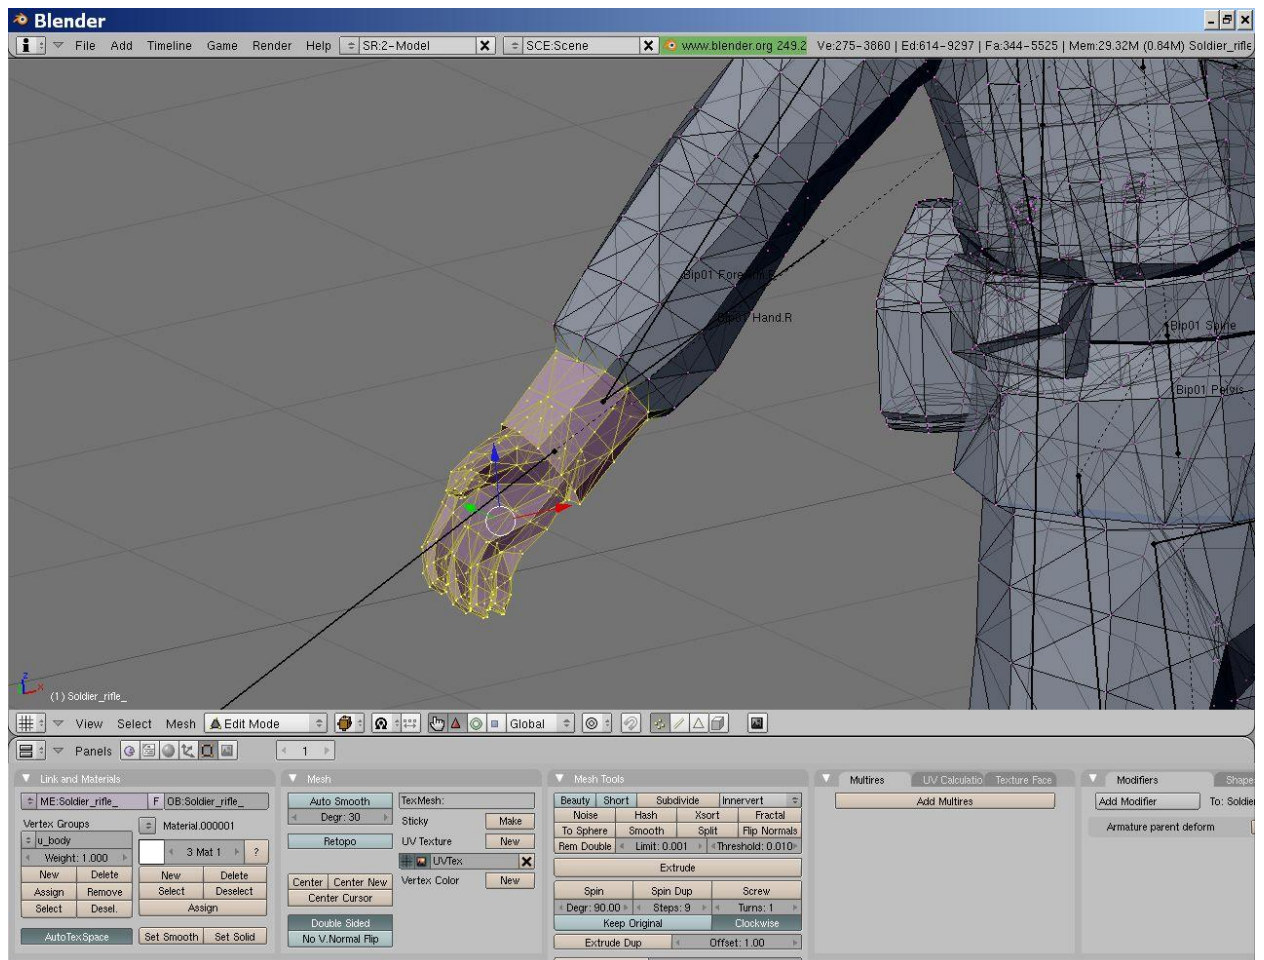 Blender
File Add Timeline Game Render Help SR:2-Model SCE:Scene www.blender.org 249.2 Ve:275-3860 | Ed:614-9297 | Fa:344-5525 | Mem:29.32M (0.84M) Soldier_rifle
Bip01 Hand.R
Bip01 Spine
Bip01 Pelvis
z
x
(1) Soldier_rifle_
View Select Mesh Edit Mode Global
Panels 1
Link and Materials Mesh Mesh Tools Multires UV Calculatio Texture Face Modifiers Shape
ME:Soldier_rifle_ F OB:Soldier_rifle_ Auto Smooth TexMesh: Beauty Short Subdivide Innervert Add Multires Add Modifier To: Soldier
Degr: 30 Sticky Make Noise Hash Xsort Fractal
Vertex Groups Material.000001 To Sphere Smooth Split Flip Normals Armature parent deform
u_body Retopo UV Texture New Rem Double Limit: 0.001 Threshold: 0.010
Weight: 1.000 3 Mat 1 ? UVTex Extrude
New Delete New Delete Center Center New Vertex Color New
Assign Remove Select Deselect Center Cursor Spin Spin Dup Screw
Select Desel. Assign Degr: 90.00 Steps: 9 Turns: 1
Double Sided Keep Original Clockwise
AutoTexSpace Set Smooth Set Solid No V.Normal Flip Extrude Dup Offset: 1.00